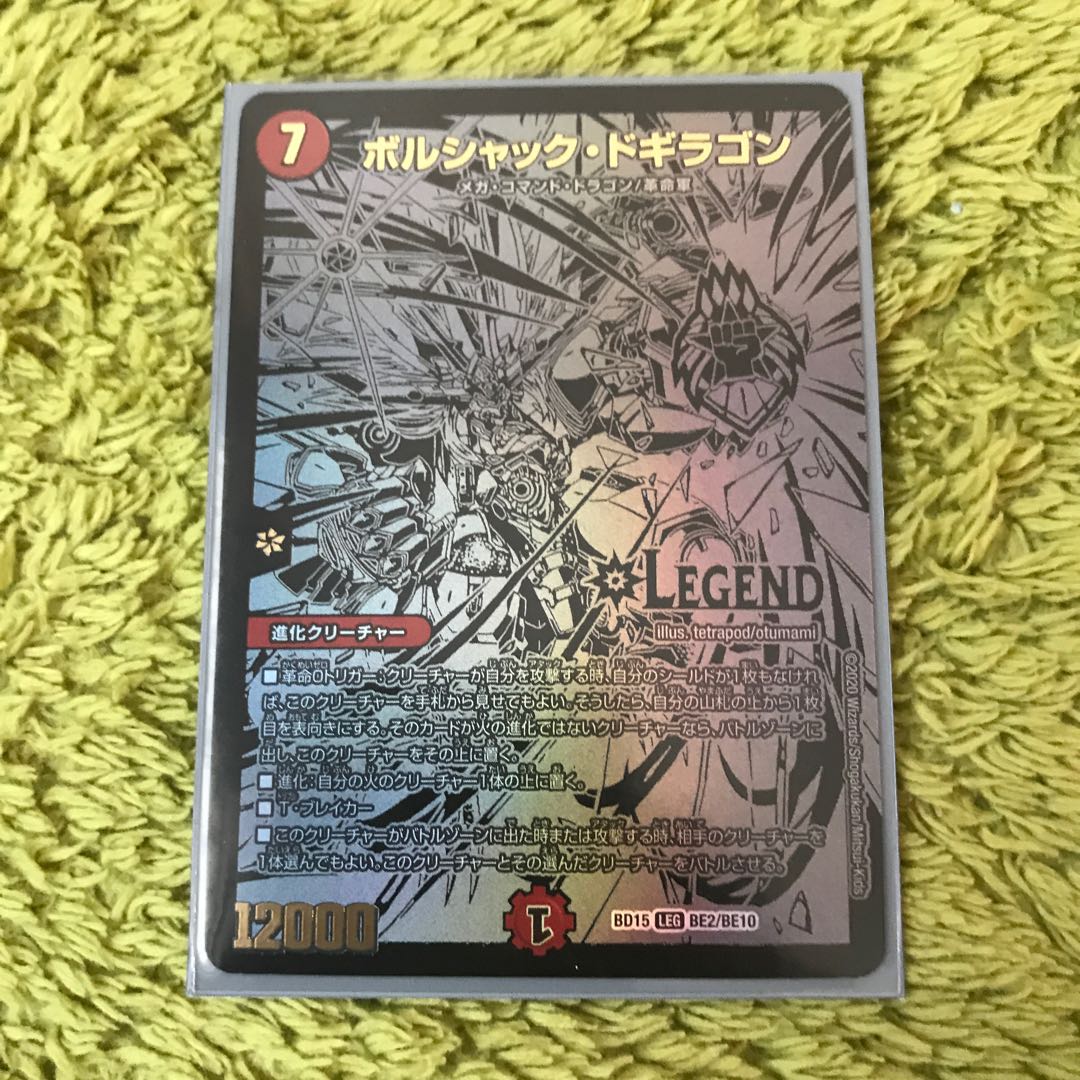 7
ボルシャック・ドギラゴン
メガ・コマンド・ドラゴン/革命軍
LEGEND
illus. tetrapod/otumami
進化クリーチャー
■革命0トリガー：クリーチャーが自分を攻撃する時、自分のシールドが1枚もなけれ
ば、このクリーチャーを手札から見せてもよい。そうしたら、自分の山札の上から1枚
目を表向きにする。そのカードが火の進化ではないクリーチャーなら、バトルゾーンに
出し、このクリーチャーをその上に置く。
■進化：自分の火のクリーチャー1体の上に置く。
■T・ブレイカー
■このクリーチャーがバトルゾーンに出た時または攻撃する時、相手のクリーチャーを
1体選んでもよい。このクリーチャーとその選んだクリーチャーをバトルさせる。
12000
1
BD15 LEG BE2/BE10
©2020 Wizards/Shogakukan/Mitsui-Kids